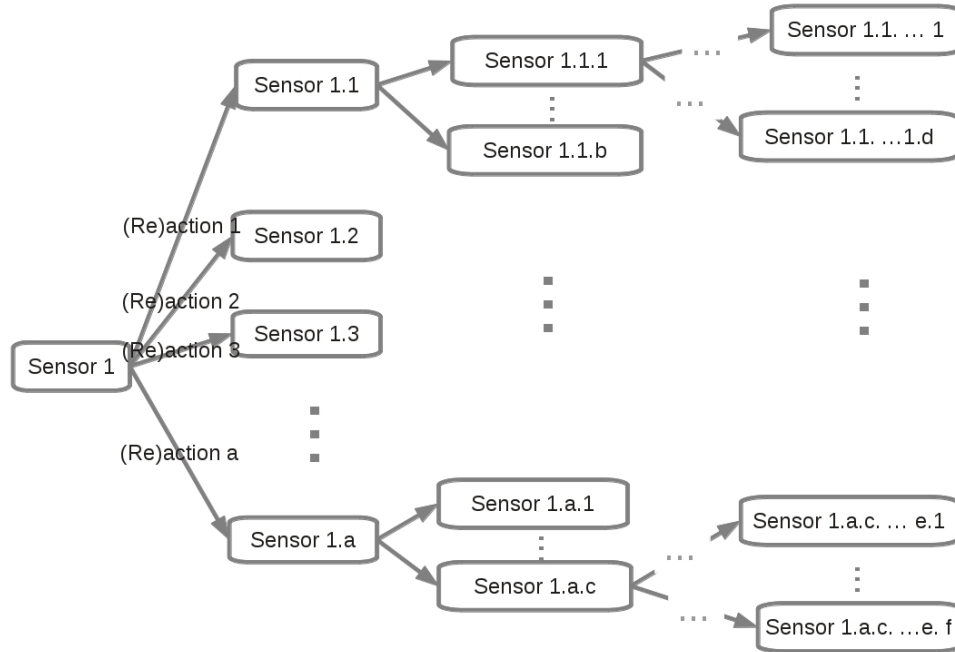 Sensor 1.1. … 1
Sensor 1.1.1
Sensor 1.1
Sensor 1.1. …1.d
Sensor 1.1.b
(Re)action 1
Sensor 1.2
(Re)action 2
Sensor 1.3
(Re)action 3
Sensor 1
(Re)action a
Sensor 1.a.1
Sensor 1.a.c. … e.1
Sensor 1.a
Sensor 1.a.c
Sensor 1.a.c. …e. f